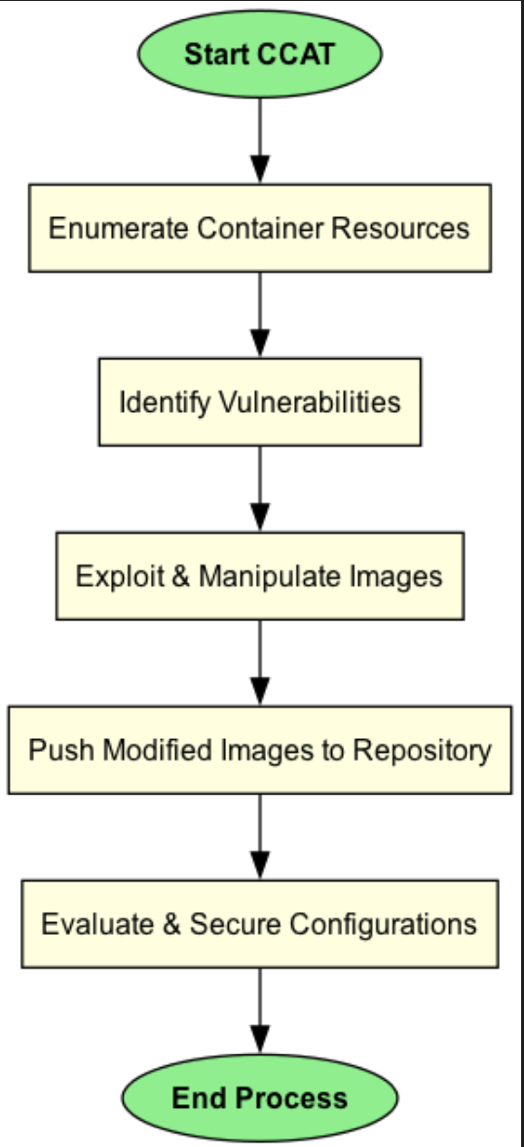 Start CCAT
Enumerate Container Resources
Identify Vulnerabilities
Exploit & Manipulate Images
Push Modified Images to Repository
Evaluate & Secure Configurations
End Process